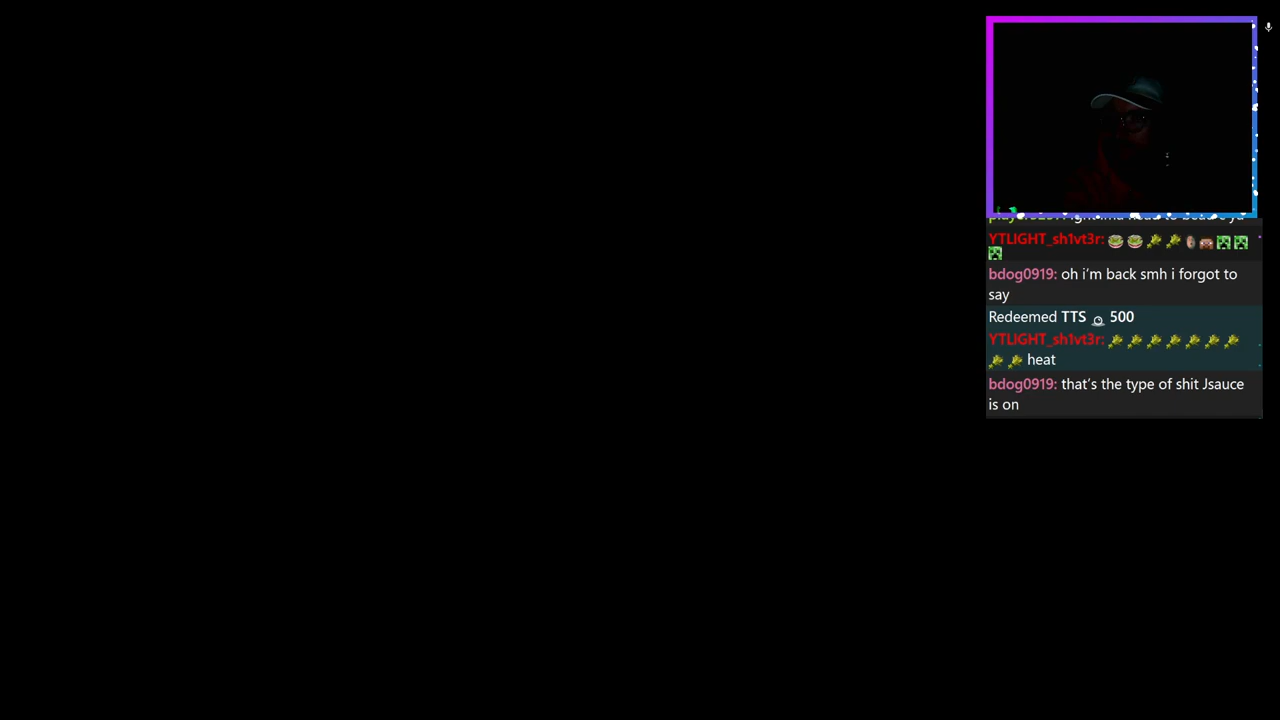 YTLIGHT_sh1vt3r:
bdog0919: oh i'm back smh i forgot to
say
Redeemed TTS 500
YTLIGHT_sh1vt3r:
heat
bdog0919: that's the type of shit Jsauce
is on